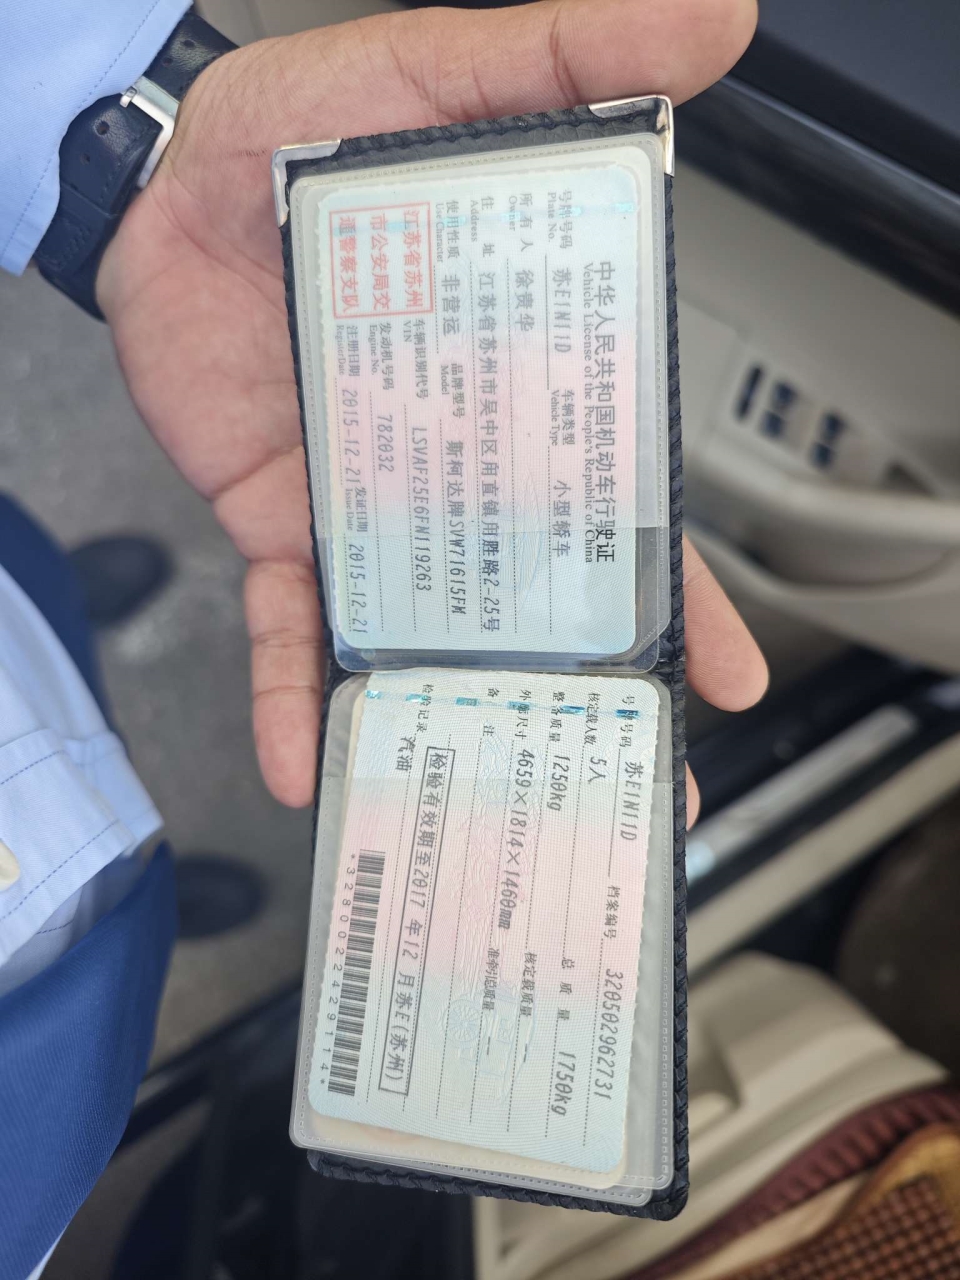 中华人民共和国机动车行驶证
Vehicle License of the People's Republic of China
号牌号码 苏E1N11D 车辆类型 小型轿车
Plate No. Vehicle Type
所有人 徐贵华
Owner
住址 江苏省苏州市吴中区甪直镇甪胜路2-25号
Address
使用性质 非营运 品牌型号 斯柯达牌SVW71615FM
Use Character Model
江苏省苏州
市公安局交
通警察支队
车辆识别代号 LSVAF25E6FN119263
VIN
发动机号码 782032
Engine No.
注册日期 2015-12-21 发证日期 2015-12-21
Register Date Issue Date
号牌号码 苏E1N11D 档案编号 320502962731
核定载人数 5人 总质量 1750kg
整备质量 1250kg 核定载质量 --
外廓尺寸 4659×1814×1460mm 准牵引总质量 --
备注
检验有效期至2017年12月苏E(苏州)
检验记录 汽油
*3280022429114*